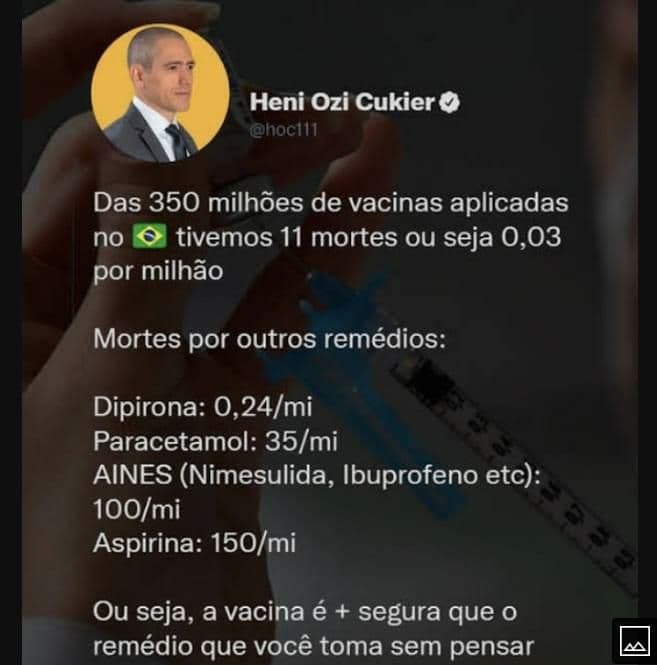 Heni Ozi Cukier
@hoc111
Das 350 milhões de vacinas aplicadas
no 🇧🇷 tivemos 11 mortes ou seja 0,03
por milhão
Mortes por outros remédios:
Dipirona: 0,24/mi
Paracetamol: 35/mi
AINES (Nimesulida, Ibuprofeno etc):
100/mi
Aspirina: 150/mi
Ou seja, a vacina é + segura que o
remédio que você toma sem pensar